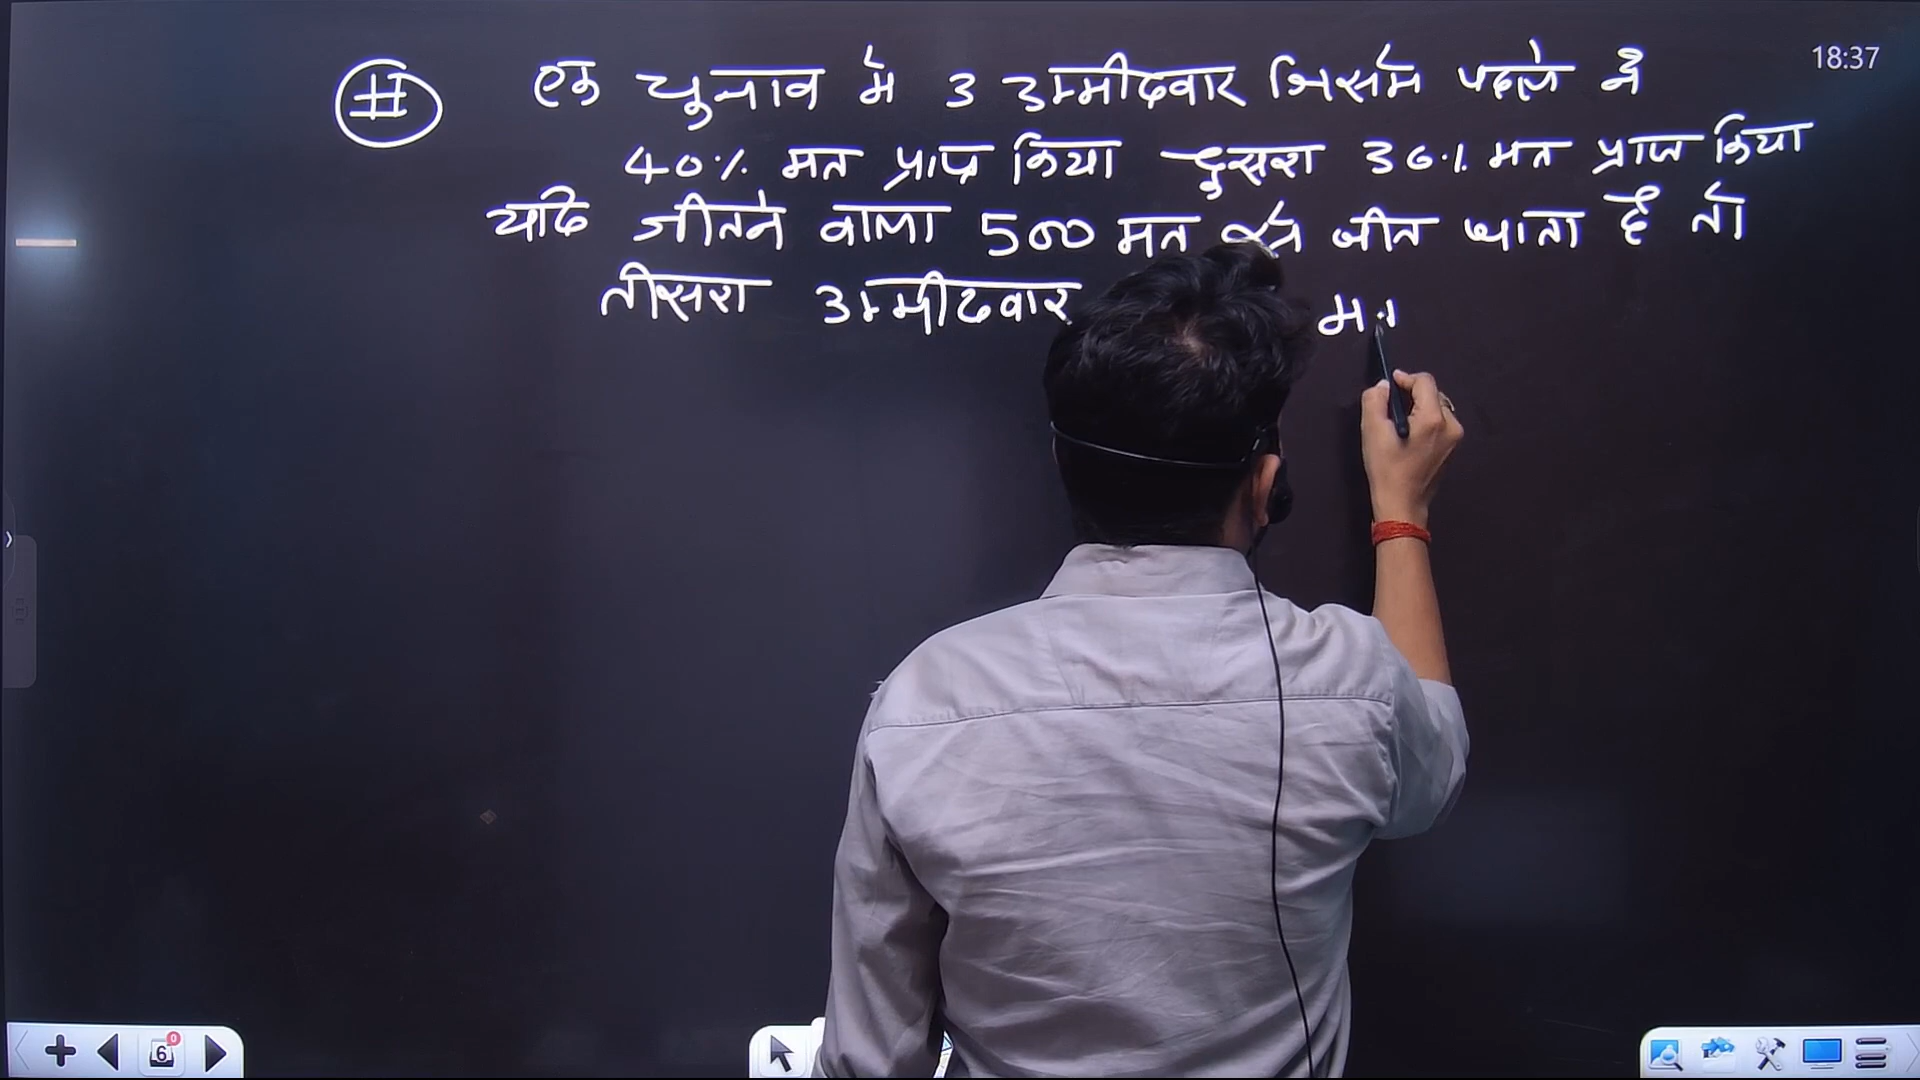 18:37
# एक चुनाव मे 3 उम्मीदवार जिसमे पहले ने
40% मत प्राप्त किया दुसरा 36% मत प्राप्त किया
यदि जीतने वाला 500 मत से जीत जाता है तो
तीसरा उम्मीदवार
6
0